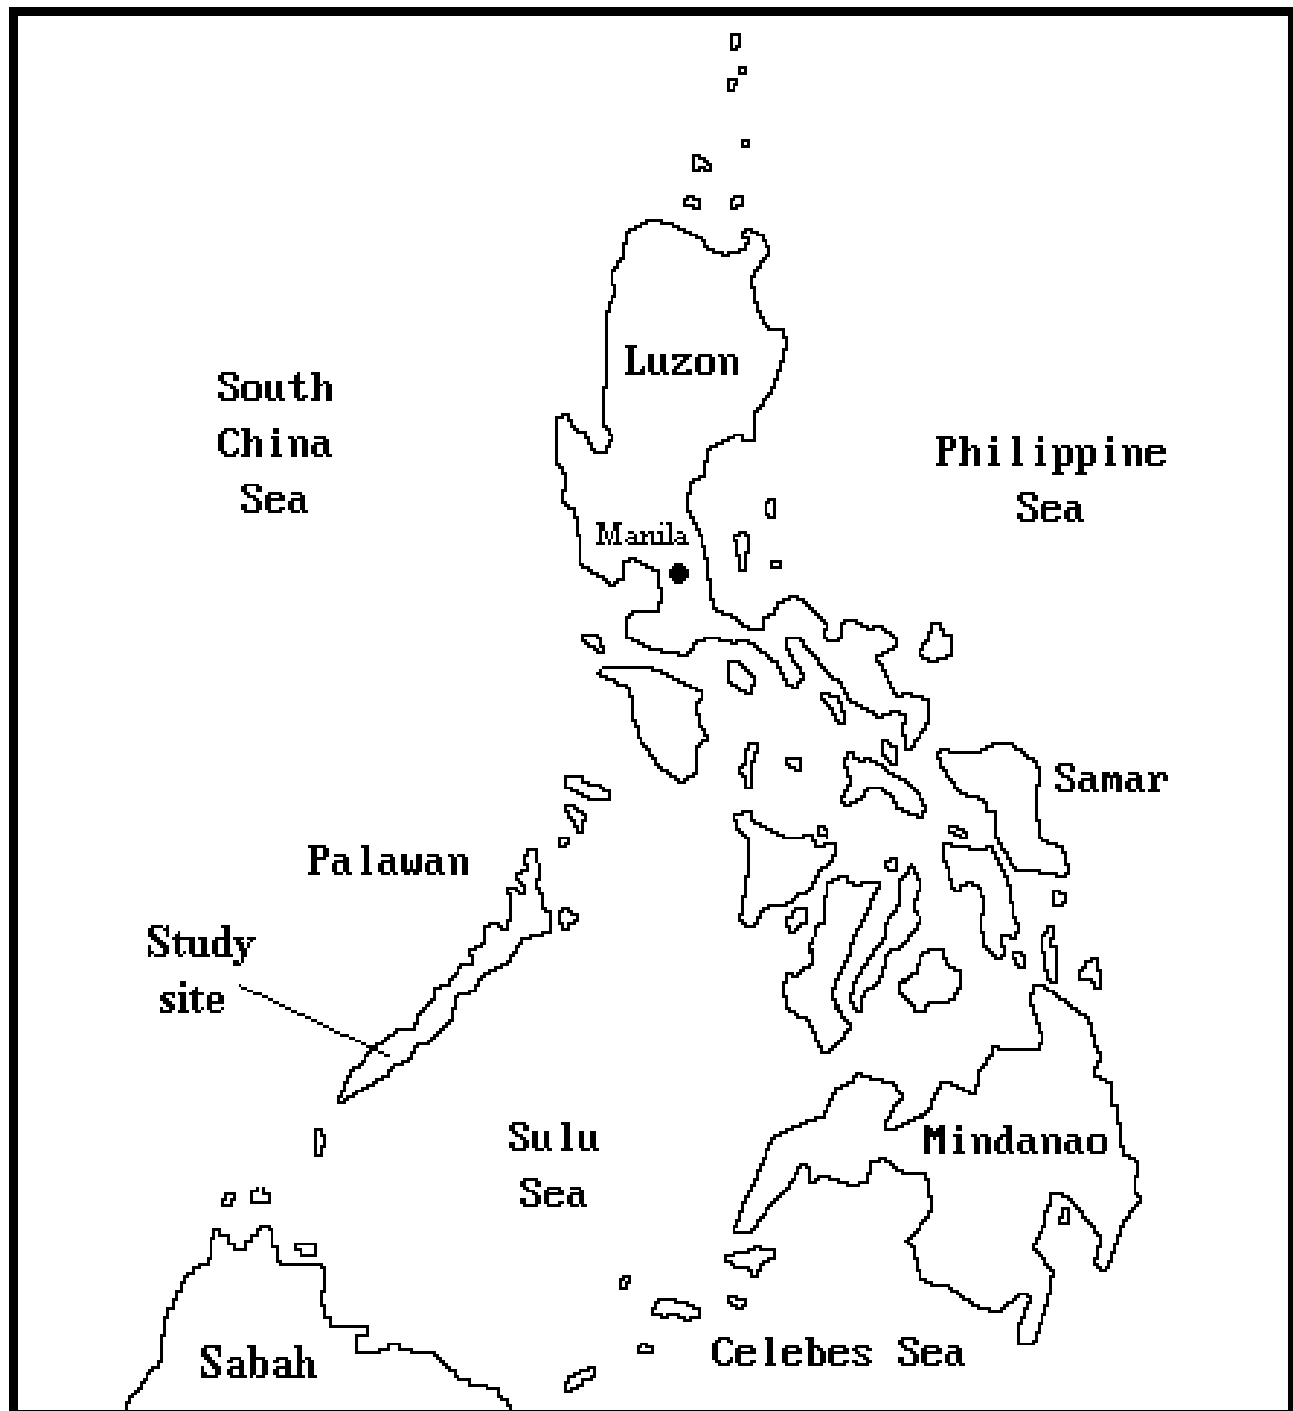 Luzon
South
China
Sea
Philippine
Sea
Manila
Samar
Palawan
Study
site
Sulu
Sea
Mindanao
Celebes Sea
Sabah